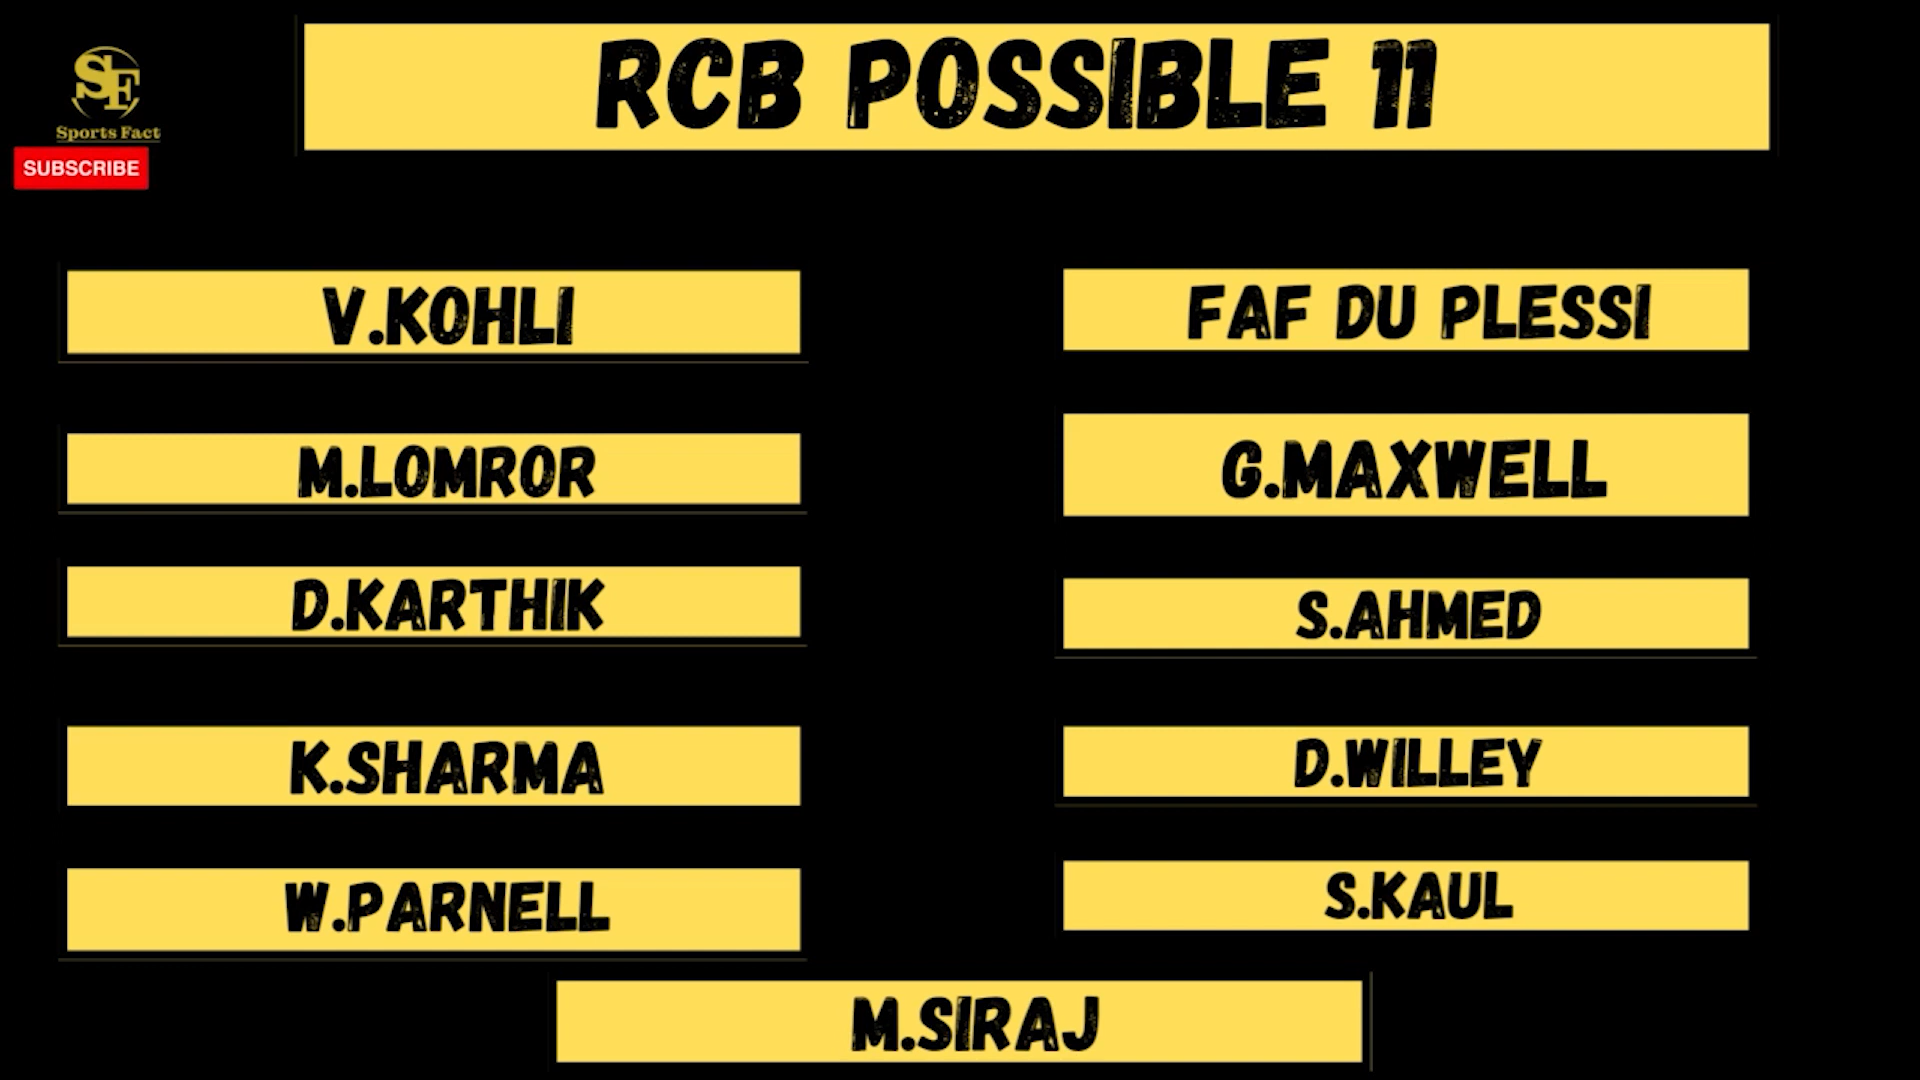 RCB POSSIBLE 11
SF
Sports Fact
SUBSCRIBE
V.KOHLI
FAF DU PLESSI
M.LOMROR
G.MAXWELL
D.KARTHIK
S.AHMED
K.SHARMA
D.WILLEY
W.PARNELL
S.KAUL
M.SIRAJ